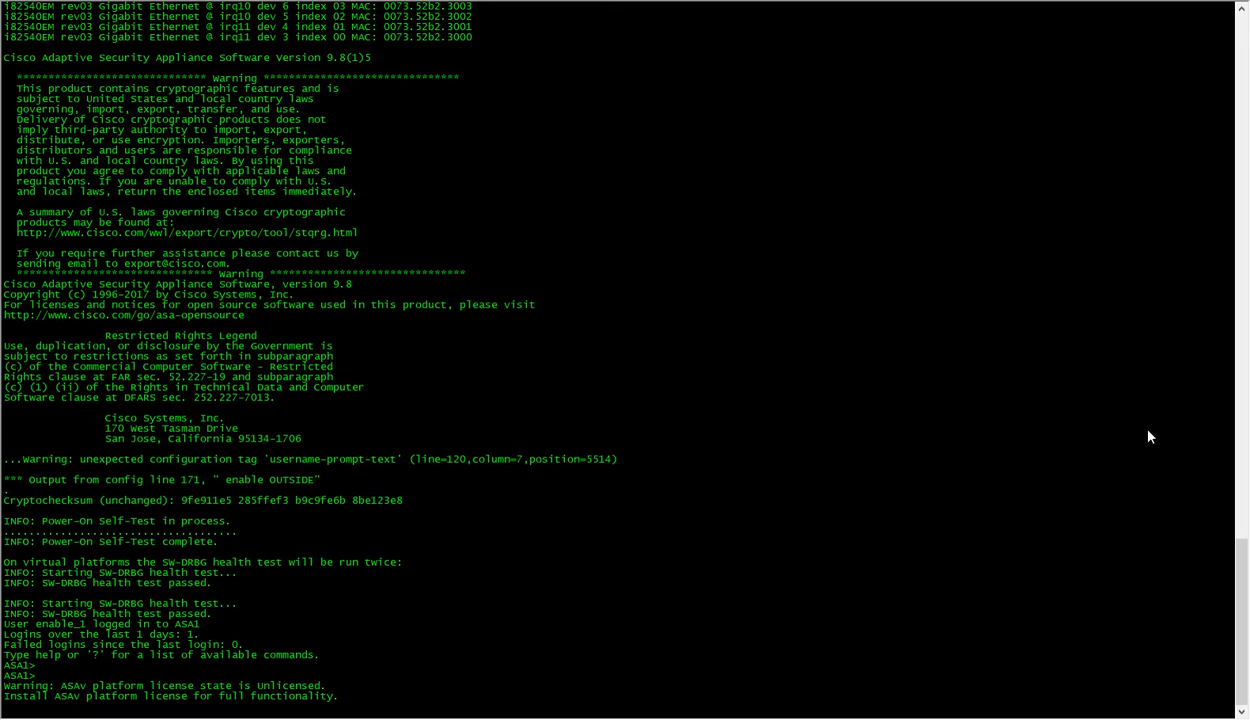 i82540EM rev03 Gigabit Ethernet @ irq10 dev 6 index 03 MAC: 0073.52b2.3003
i82540EM rev03 Gigabit Ethernet @ irq10 dev 5 index 02 MAC: 0073.52b2.3002
i82540EM rev03 Gigabit Ethernet @ irq11 dev 4 index 01 MAC: 0073.52b2.3001
i82540EM rev03 Gigabit Ethernet @ irq11 dev 3 index 00 MAC: 0073.52b2.3000
Cisco Adaptive Security Appliance Software Version 9.8(1)5
****************************** Warning *******************************
This product contains cryptographic features and is
subject to United States and local country laws
governing, import, export, transfer, and use.
Delivery of Cisco cryptographic products does not
imply third-party authority to import, export,
distribute, or use encryption. Importers, exporters,
distributors and users are responsible for compliance
with U.S. and local country laws. By using this
product you agree to comply with applicable laws and
regulations. If you are unable to comply with U.S.
and local laws, return the enclosed items immediately.
A summary of U.S. laws governing Cisco cryptographic
products may be found at:
http://www.cisco.com/wwl/export/crypto/tool/stqrg.html
If you require further assistance please contact us by
sending email to export@cisco.com.
******************************* Warning *******************************
Cisco Adaptive Security Appliance Software, version 9.8
Copyright (c) 1996-2017 by Cisco Systems, Inc.
For licenses and notices for open source software used in this product, please visit
http://www.cisco.com/go/asa-opensource
Restricted Rights Legend
Use, duplication, or disclosure by the Government is
subject to restrictions as set forth in subparagraph
(c) of the Commercial Computer Software - Restricted
Rights clause at FAR sec. 52.227-19 and subparagraph
(c) (1) (ii) of the Rights in Technical Data and Computer
Software clause at DFARS sec. 252.227-7013.
Cisco Systems, Inc.
170 West Tasman Drive
San Jose, California 95134-1706
...Warning: unexpected configuration tag 'username-prompt-text' (line=120,column=7,position=5514)
*** Output from config line 171, " enable OUTSIDE"
.
Cryptochecksum (unchanged): 9fe911e5 285ffef3 b9c9fe6b 8be123e8
INFO: Power-On Self-Test in process.
.....................................
INFO: Power-On Self-Test complete.
On virtual platforms the SW-DRBG health test will be run twice:
INFO: Starting SW-DRBG health test...
INFO: SW-DRBG health test passed.
INFO: Starting SW-DRBG health test...
INFO: SW-DRBG health test passed.
User enable_1 logged in to ASA1
Logins over the last 1 days: 1.
Failed logins since the last login: 0.
Type help or '?' for a list of available commands.
ASA1>
ASA1>
Warning: ASAv platform license state is Unlicensed.
Install ASAv platform license for full functionality.